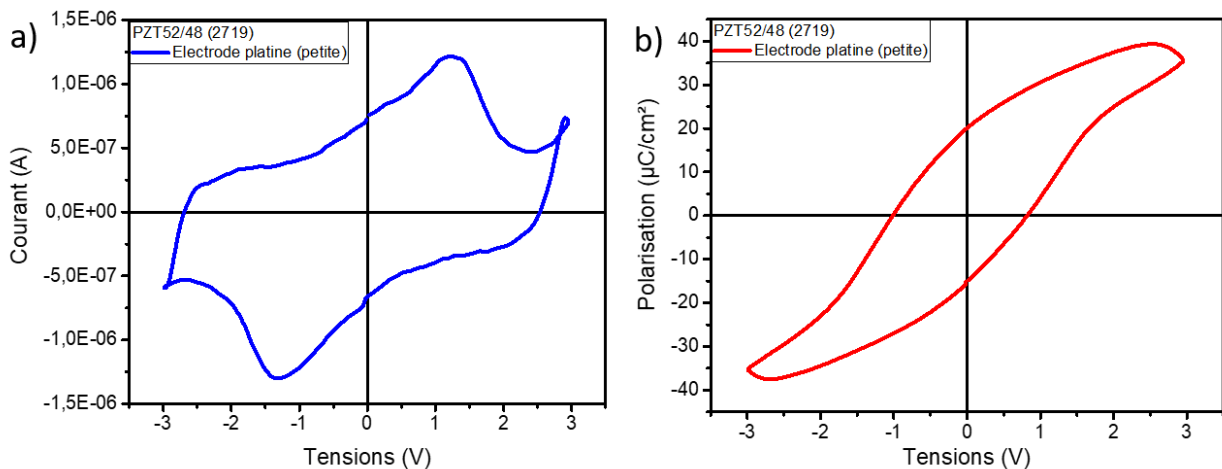 a)
PZT52/48 (2719)
Electrode platine (petite)
1,5E-06
1,0E-06
5,0E-07
0,0E+00
-5,0E-07
-1,0E-06
-1,5E-06
Courant (A)
-3 -2 -1 0 1 2 3
Tensions (V)
b)
PZT52/48 (2719)
Electrode platine (petite)
40
30
20
10
0
-10
-20
-30
-40
Polarisation (µC/cm²)
-3 -2 -1 0 1 2 3
Tensions (V)